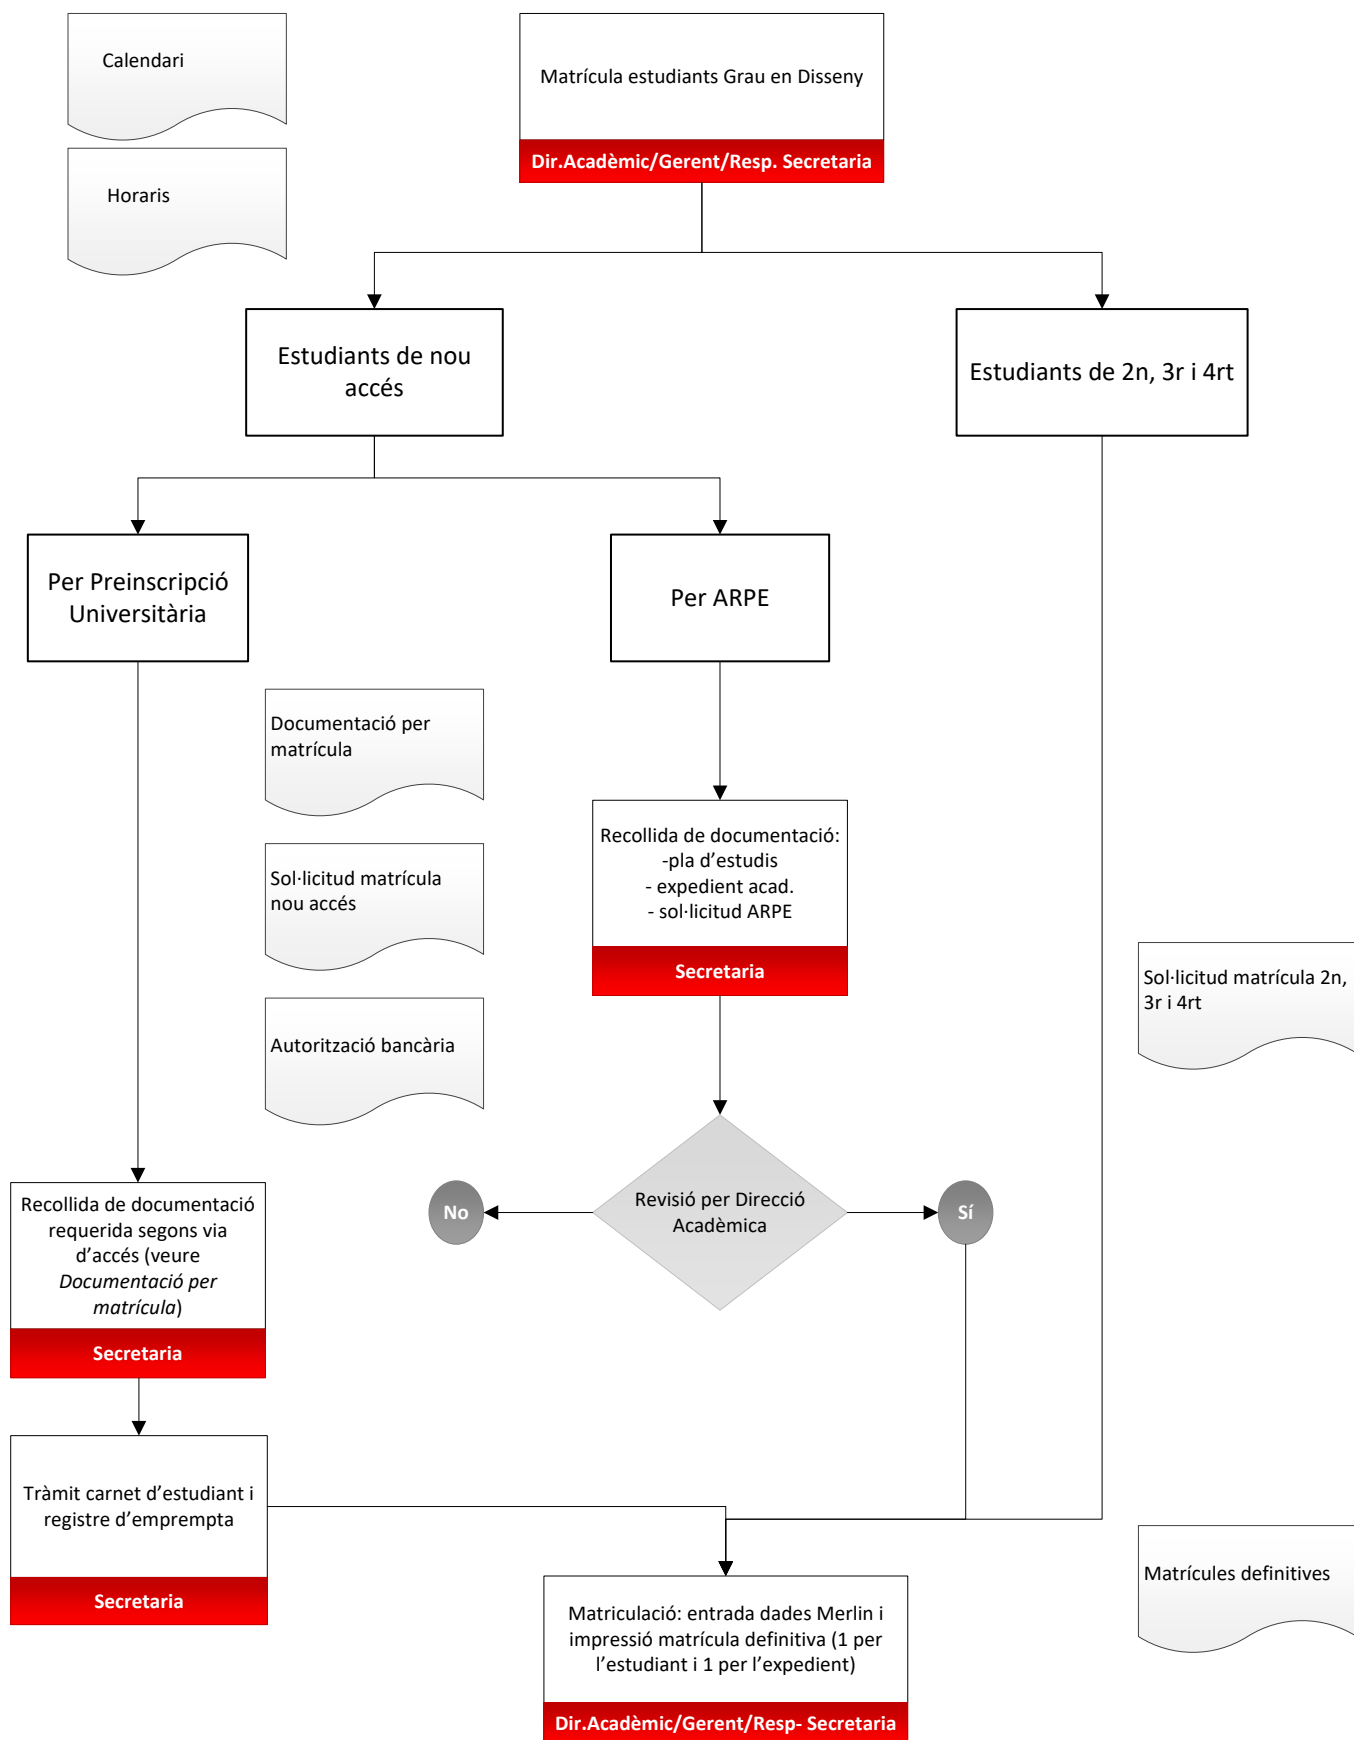 Calendari
Matrícula estudiants Grau en Disseny
Dir.Acadèmic/Gerent/Resp. Secretaria
Horaris
Estudiants de nou
accés
Estudiants de 2n, 3r i 4rt
Per Preinscripció
Universitària
Per ARPE
Documentació per
matrícula
Recollida de documentació:
-pla d'estudis
- expedient acad.
- sol·licitud ARPE
Secretaria
Sol·licitud matrícula
nou accés
Sol·licitud matrícula 2n,
3r i 4rt
Autorització bancària
Recollida de documentació
requerida segons via
d'accés (veure
Documentació per
matrícula)
Secretaria
No
Revisió per Direcció
Acadèmica
Sí
Tràmit carnet d'estudiant i
registre d'emprempta
Secretaria
Matrícules definitives
Matriculació: entrada dades Merlin i
impressió matrícula definitiva (1 per
l'estudiant i 1 per l'expedient)
Dir.Acadèmic/Gerent/Resp- Secretaria